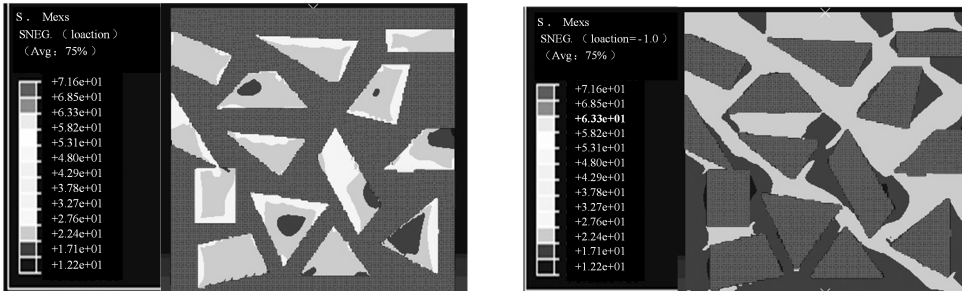 S . Mexs
SNEG. （ loaction）
（Avg：75%）
+7.16e+01
+6.85e+01
+6.33e+01
+5.82e+01
+5.31e+01
+4.80e+01
+4.29e+01
+3.78e+01
+3.27e+01
+2.76e+01
+2.24e+01
+1.71e+01
+1.22e+01
S . Mexs
SNEG. （loaction=-1.0）
（Avg：75%）
+7.16e+01
+6.85e+01
+6.33e+01
+5.82e+01
+5.31e+01
+4.80e+01
+4.29e+01
+3.78e+01
+3.27e+01
+2.76e+01
+2.24e+01
+1.71e+01
+1.22e+01